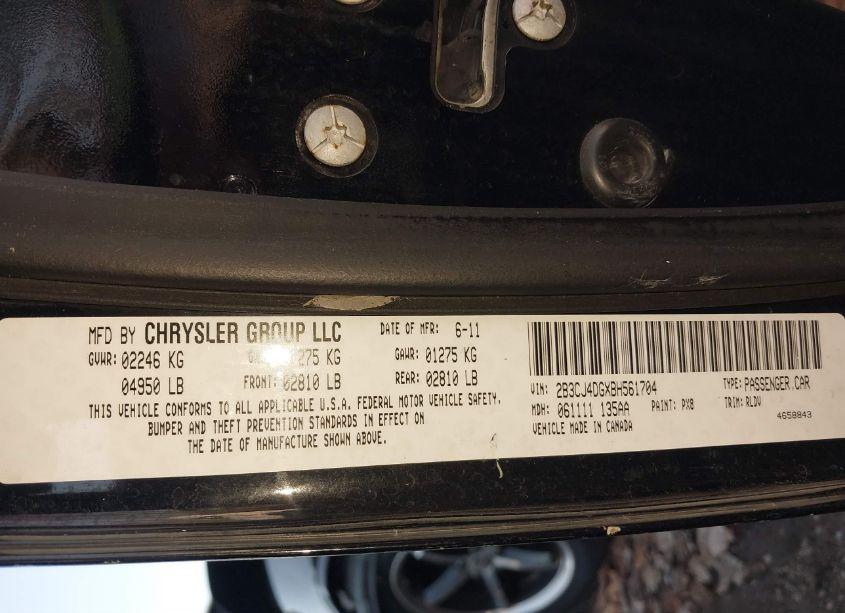 MFD BY CHRYSLER GROUP LLC DATE OF MFR: 6-11
GVWR: 02246 KG 275 KG GAWR: 01275 KG
04950 LB FRONT: 02810 LB REAR: 02810 LB
THIS VEHICLE CONFORMS TO ALL APPLICABLE U.S.A. FEDERAL MOTOR VEHICLE SAFETY,
BUMPER AND THEFT PREVENTION STANDARDS IN EFFECT ON
THE DATE OF MANUFACTURE SHOWN ABOVE.
VIN: 2B3CJ4DGXBH561704 TYPE: PASSENGER CAR
MDH: 061111 135AA PAINT: PX8 TRIM: RLDV
VEHICLE MADE IN CANADA 4658843